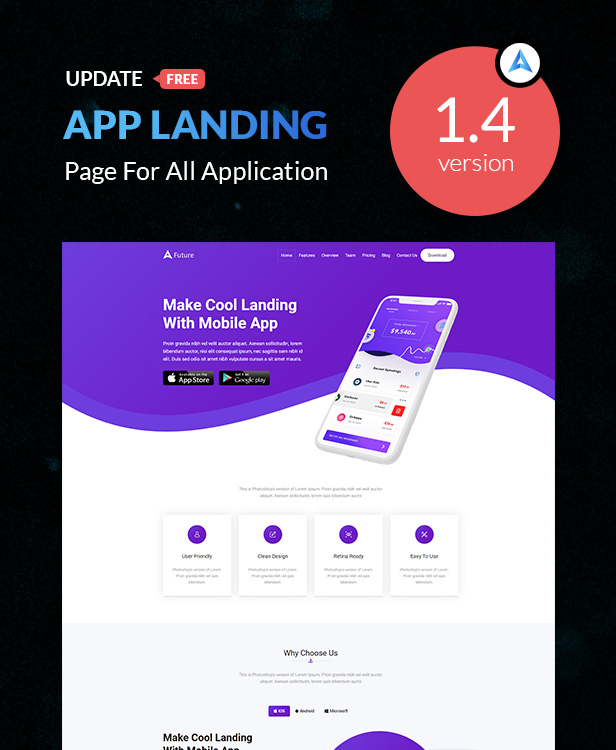 UPDATE FREE
APP LANDING
Page For All Application
1.4
version
Future
Home Features Overview Team Pricing Blog Contact Us Download
Make Cool Landing
With Mobile App
Proin gravida nibh vel velit auctor aliquet. Aenean sollicitudin, lorem
bibendum auctor, nisi elit consequat ipsum, nec sagittis sem nibh id
elit. Duis sed odio sit amet nibh vulputate cursus a sit amet mauris.
Available on the
App Store
Get it on
Google play
$9,540
Recent Spendings
Uber Ride
Starbucks
Dribbble
This is Photoshop's version of Lorem Ipsum. Proin gravida nibh vel velit auctor
aliquet. Aenean sollicitudin, lorem quis bibendum auctor
User Friendly
Photoshop's version of Lorem
Proin gravida nibh vel quis
bibendum.
Clean Design
Photoshop's version of Lorem
Proin gravida nibh vel quis
bibendum.
Retina Ready
Photoshop's version of Lorem
Proin gravida nibh vel quis
bibendum.
Easy To Use
Photoshop's version of Lorem
Proin gravida nibh vel quis
bibendum.
Why Choose Us
This is Photoshop's version of Lorem Ipsum. Proin gravida nibh vel velit auctor
aliquet. Aenean sollicitudin, lorem quis bibendum auctor
iOS Android Microsoft
Make Cool Landing
With Mobile App